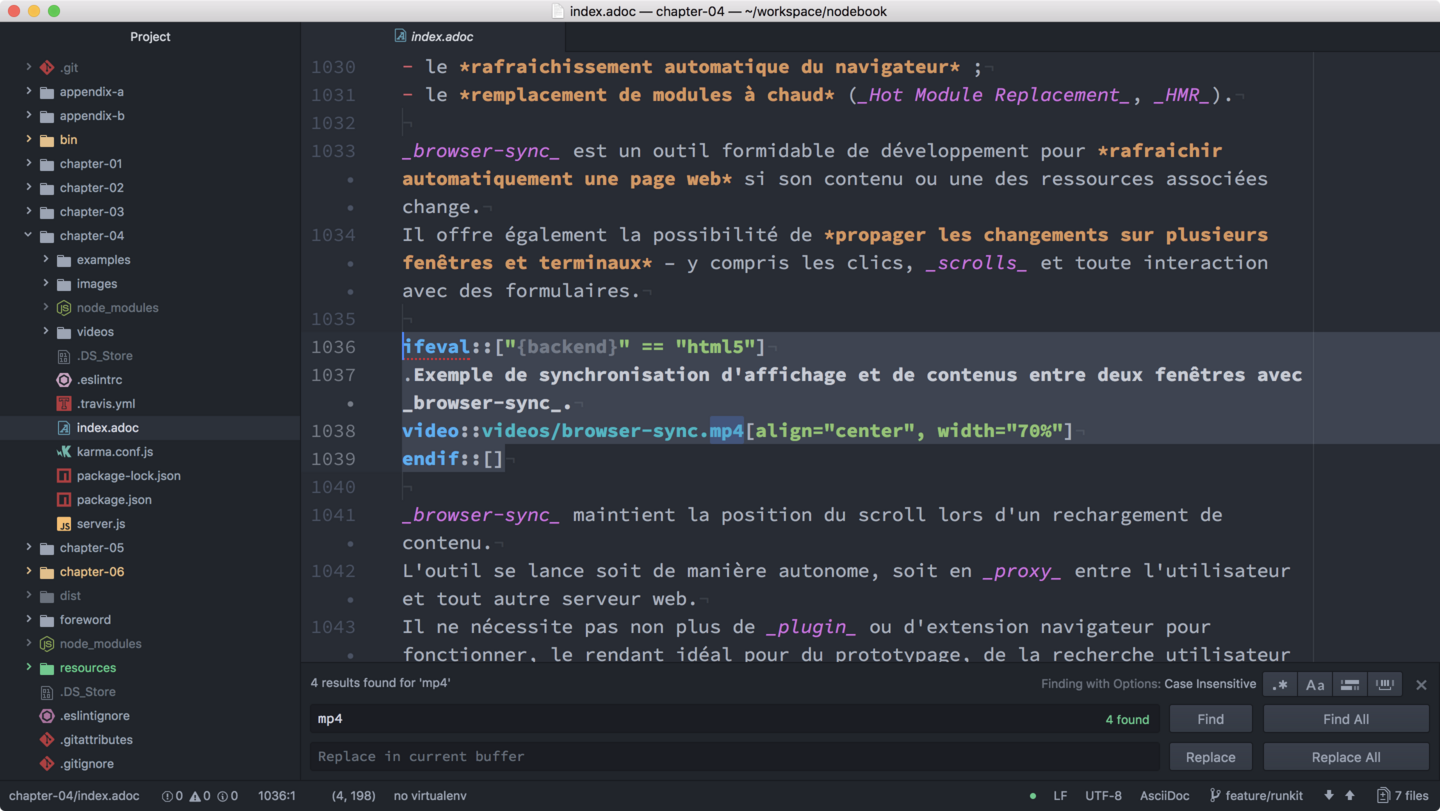 index.adoc — chapter-04 — ~/workspace/nodebook
Project
.git
appendix-a
appendix-b
bin
chapter-01
chapter-02
chapter-03
chapter-04
examples
images
node_modules
videos
.DS_Store
.eslintrc
.travis.yml
index.adoc
karma.conf.js
package-lock.json
package.json
server.js
chapter-05
chapter-06
dist
foreword
node_modules
resources
.DS_Store
.eslintignore
.gitattributes
.gitignore
index.adoc
1030 - le *rafraichissement automatique du navigateur* ;¬
1031 - le *remplacement de modules à chaud* (_Hot Module Replacement_, _HMR_).¬
1032 ¬
1033 _browser-sync_ est un outil formidable de développement pour *rafraichir
• automatiquement une page web* si son contenu ou une des ressources associées
• change.¬
1034 Il offre également la possibilité de *propager les changements sur plusieurs
• fenêtres et terminaux* – y compris les clics, _scrolls_ et toute interaction
• avec des formulaires.¬
1035 ¬
1036 ifeval::["{backend}" == "html5"]¬
1037 .Exemple de synchronisation d'affichage et de contenus entre deux fenêtres avec
• _browser-sync_.¬
1038 video::videos/browser-sync.mp4[align="center", width="70%"]¬
1039 endif::[]¬
1040 ¬
1041 _browser-sync_ maintient la position du scroll lors d'un rechargement de
• contenu.¬
1042 L'outil se lance soit de manière autonome, soit en _proxy_ entre l'utilisateur
• et tout autre serveur web.¬
1043 Il ne nécessite pas non plus de _plugin_ ou d'extension navigateur pour
• fonctionner, le rendant idéal pour du prototypage, de la recherche utilisateur
4 results found for 'mp4'
Finding with Options: Case Insensitive
.* Aa
mp4
4 found
Find
Find All
Replace in current buffer
Replace
Replace All
chapter-04/index.adoc 0 0 0 1036:1 (4, 198) no virtualenv
LF UTF-8 AsciiDoc feature/runkit 7 files